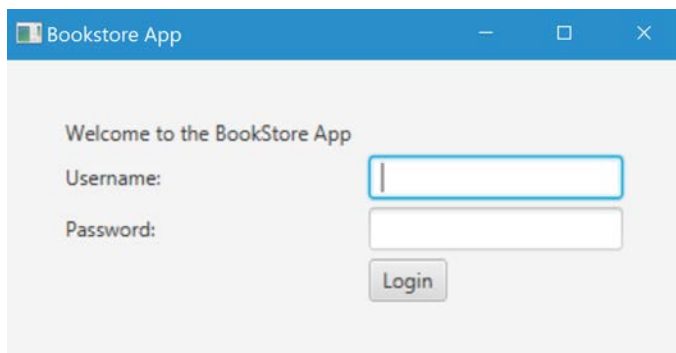 Bookstore App
Welcome to the BookStore App
Username:
Password:
Login